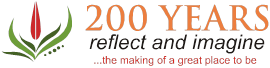 200 YEARS
reflect and imagine
...the making of a great place to be